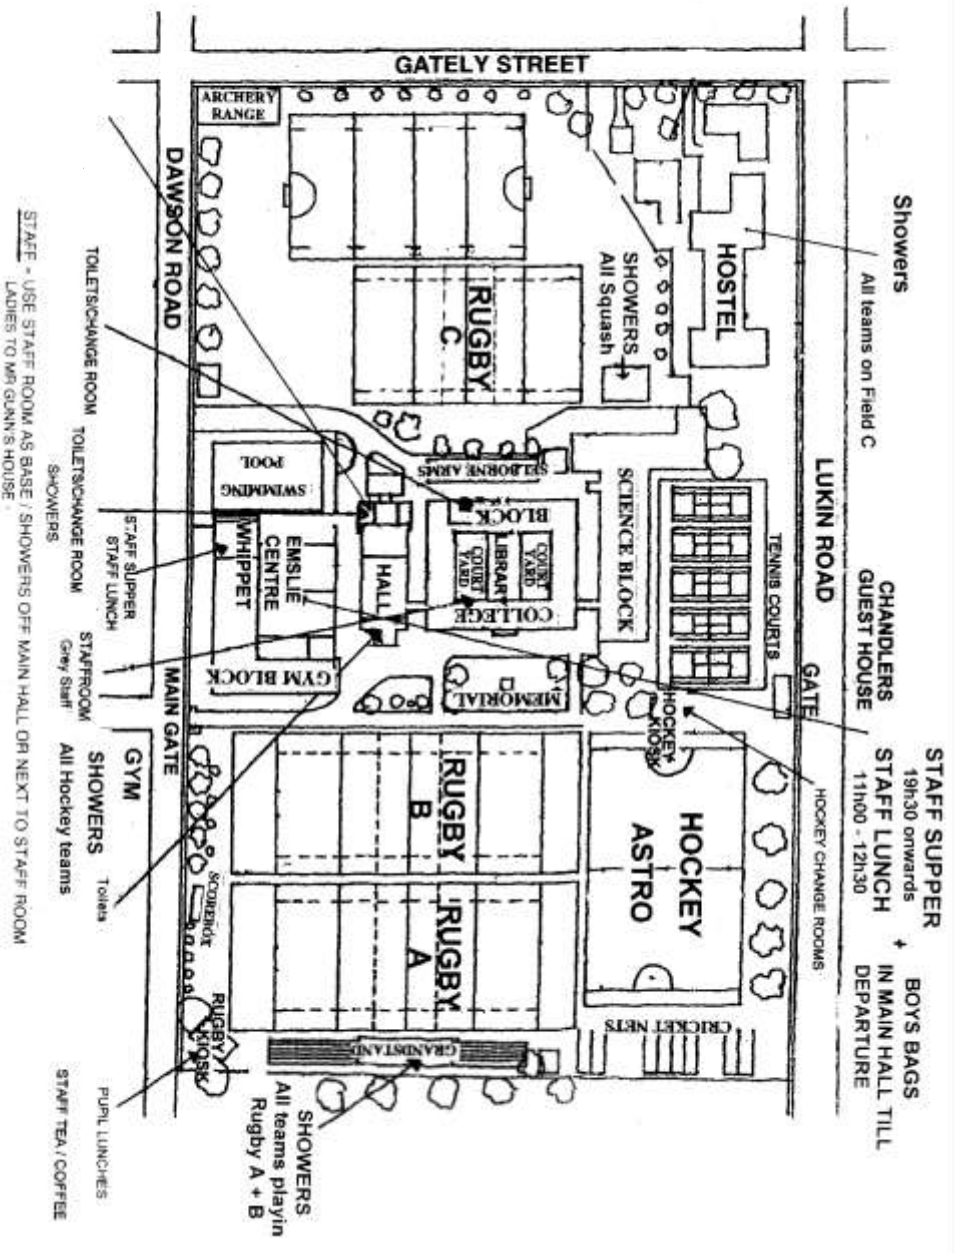 GATELY STREET
ARCHERY
RANGE
DAWSON ROAD
TOILETS/CHANGE ROOM
STAFF - USE STAFF ROOM AS BASE / SHOWERS OFF MAIN HALL OR NEXT TO STAFF ROOM
LADIES TO MR GUNN'S HOUSE.
RUGBY
C
SHOWERS
All Squash
HOSTEL
Showers
All teams on Field C
LUKIN ROAD
CHANDLERS
GUEST HOUSE
GATE
TENNIS COURTS
SCIENCE BLOCK
SELBORNE ARMS
BLOCK
COURT
YARD
LIBRARY
COURT
YARD
COLLEGE
HALL
SWIMMING
POOL
EMSLIE
CENTRE
WHIPPET
GYM BLOCK
MEMORIAL
TOILETS/CHANGE ROOM
SHOWERS
STAFF SUPPER
STAFF LUNCH
STAFFROOM
Grey Staff
MAIN GATE
GYM
SHOWERS
All Hockey teams
Toilets
SCOREBOX
RUGBY
KIOSK
PUPIL LUNCHES
STAFF TEA / COFFEE
RUGBY
B
RUGBY
A
HOCKEY
KIOSK
HOCKEY
ASTRO
HOCKEY CHANGE ROOMS
CRICKET NETS
GRANDSTAND
SHOWERS
All teams playin
Rugby A + B
STAFF SUPPER
19h30 onwards
STAFF LUNCH
11h00 - 12h30
+
BOYS BAGS
IN MAIN HALL TILL
DEPARTURE